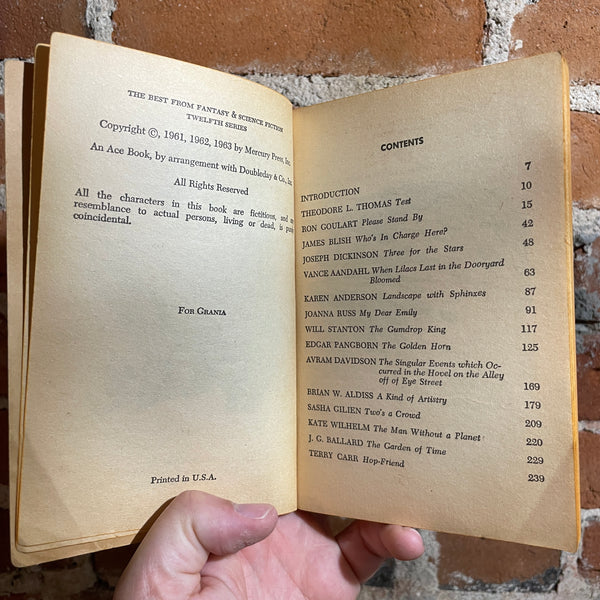 THE BEST FROM FANTASY & SCIENCE FICTION
TWELFTH SERIES
Copyright ©, 1961, 1962, 1963 by Mercury Press, Inc.
An Ace Book, by arrangement with Doubleday & Co., Inc.
All Rights Reserved
All the characters in this book are fictitious, and
resemblance to actual persons, living or dead, is
coincidental.
FOR GRANIA
Printed in U.S.A.
CONTENTS
INTRODUCTION 7
THEODORE L. THOMAS Test 10
RON GOULART Please Stand By 15
JAMES BLISH Who's In Charge Here? 42
JOSEPH DICKINSON Three for the Stars 48
VANCE AANDAHL When Lilacs Last in the Dooryard
Bloomed 63
KAREN ANDERSON Landscape with Sphinxes 87
JOANNA RUSS My Dear Emily 91
WILL STANTON The Gumdrop King 117
EDGAR PANGBORN The Golden Horn 125
AVRAM DAVIDSON The Singular Events which Oc-
curred in the Hovel on the Alley
off of Eye Street 169
BRIAN W. ALDISS A Kind of Artistry 179
SASHA GILIEN Two's a Crowd 209
KATE WILHELM The Man Without a Planet 220
J. G. BALLARD The Garden of Time 229
TERRY CARR Hop-Friend 239